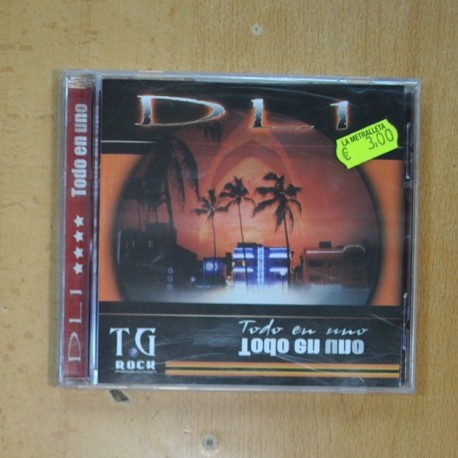 DLI
LA METRALLETA
€ 3,00
DLI ★★★★ Todo en uno
Todo en uno
Todo en uno
T.G
ROCK